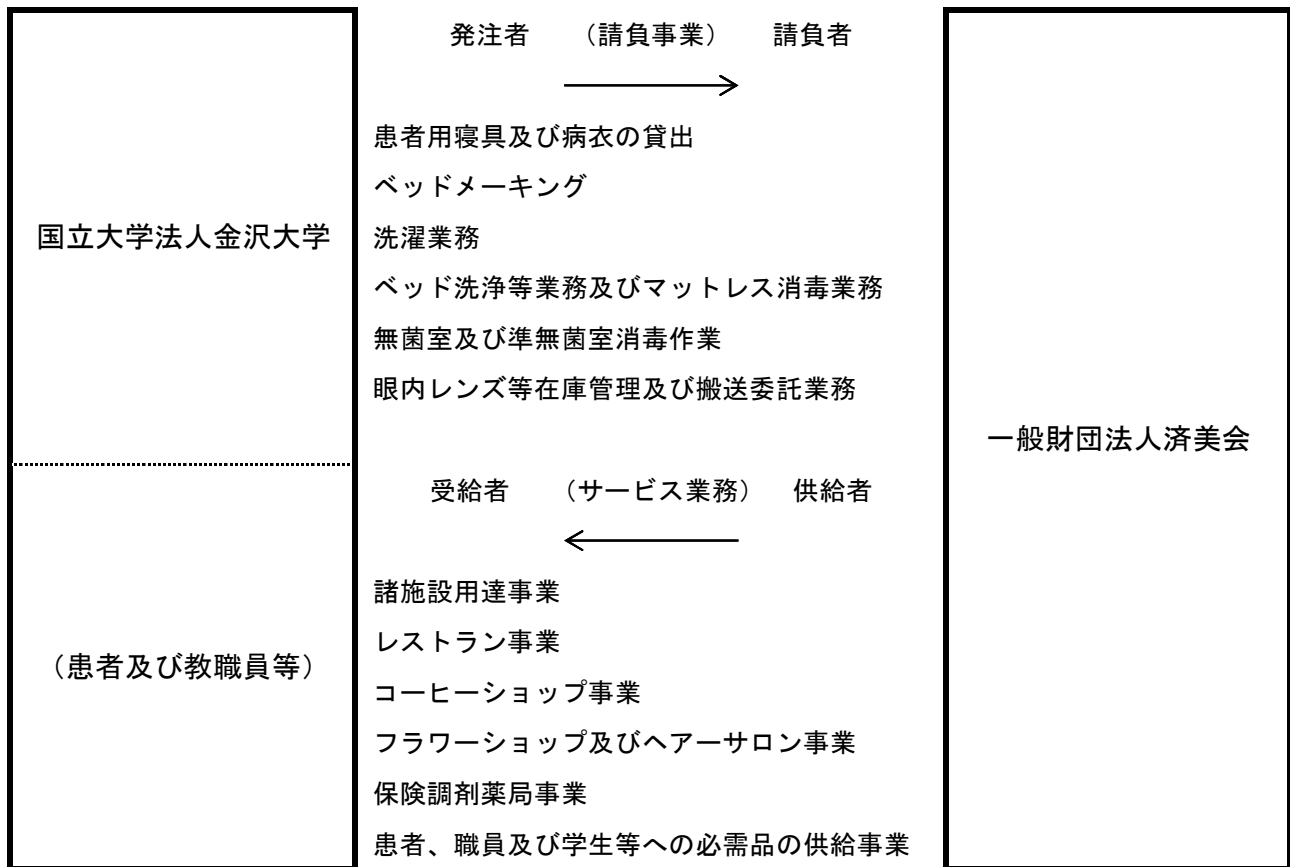 発注者 （請負事業） 請負者
患者用寝具及び病衣の貸出
ベッドメーキング
国立大学法人金沢大学
洗濯業務
ベッド洗浄等業務及びマットレス消毒業務
無菌室及び準無菌室消毒作業
眼内レンズ等在庫管理及び搬送委託業務
一般財団法人済美会
受給者 （サービス業務） 供給者
諸施設用達事業
レストラン事業
（患者及び教職員等）
コーヒーショップ事業
フラワーショップ及びヘアーサロン事業
保険調剤薬局事業
患者、職員及び学生等への必需品の供給事業